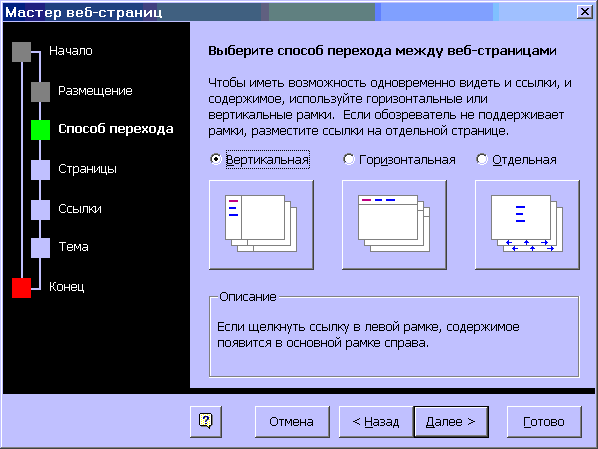 Мастер веб-страниц
Начало
Размещение
Способ перехода
Страницы
Ссылки
Тема
Конец
Выберите способ перехода между веб-страницами
Чтобы иметь возможность одновременно видеть и ссылки, и
содержимое, используйте горизонтальные или
вертикальные рамки. Если обозреватель не поддерживает
рамки, разместите ссылки на отдельной странице.
Вертикальная
Горизонтальная
Отдельная
Описание
Если щелкнуть ссылку в левой рамке, содержимое
появится в основной рамке справа.
?
Отмена
< Назад
Далее >
Готово